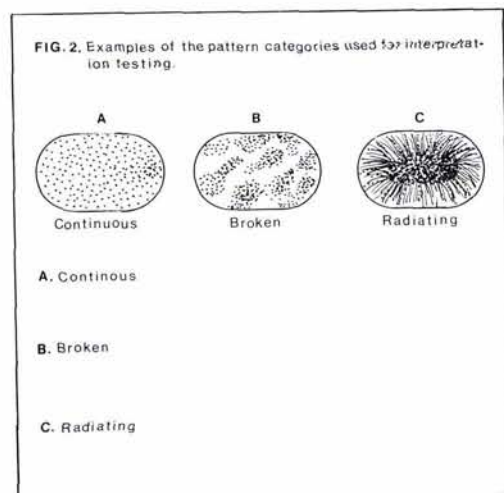 FIG. 2. Examples of the pattern categories used for interpretat-
ion testing.
A B C
Continuous Broken Radiating
A. Continous
B. Broken
C. Radiating